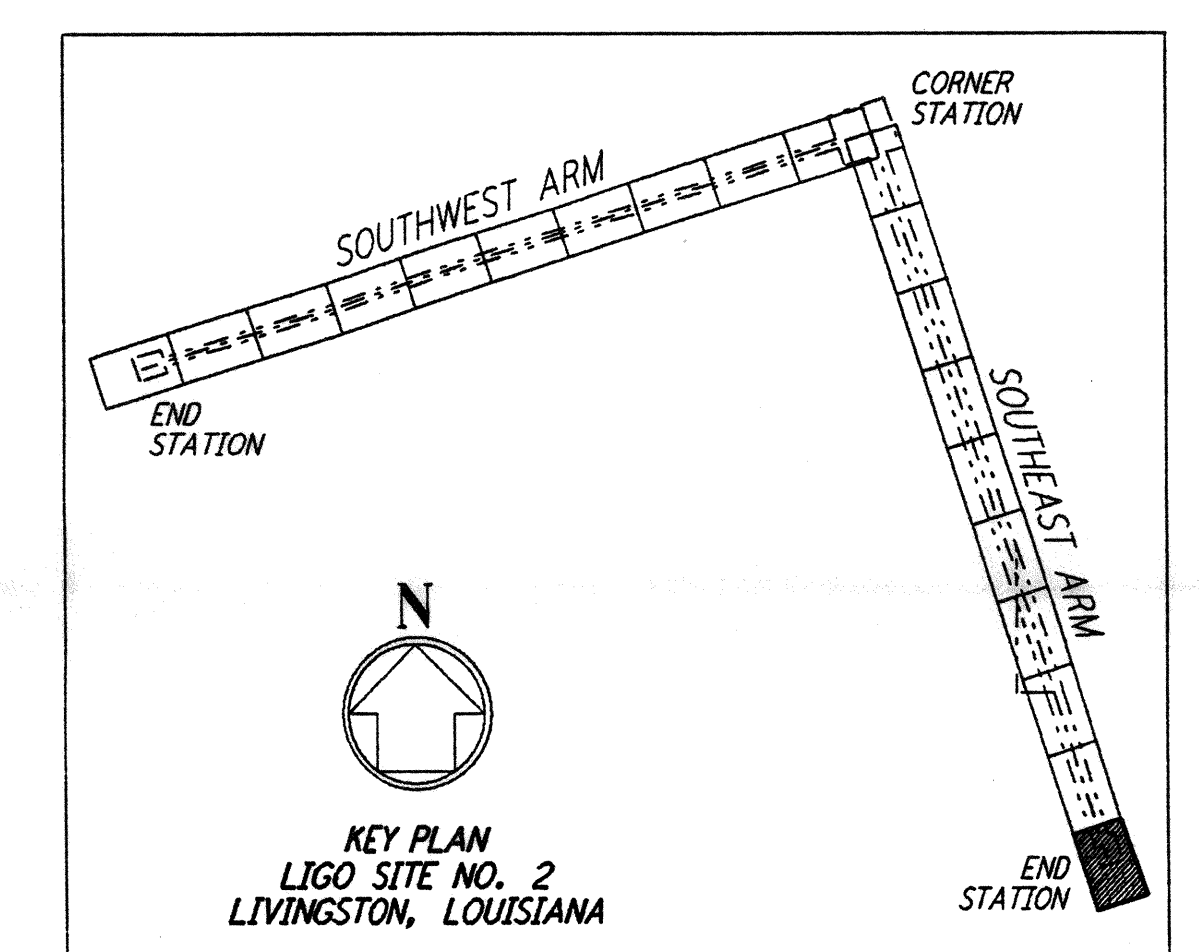 CORNER
STATION
SOUTHWEST ARM
END
STATION
SOUTHEAST ARM
N
KEY PLAN
LIGO SITE NO. 2
LIVINGSTON, LOUISIANA
END
STATION